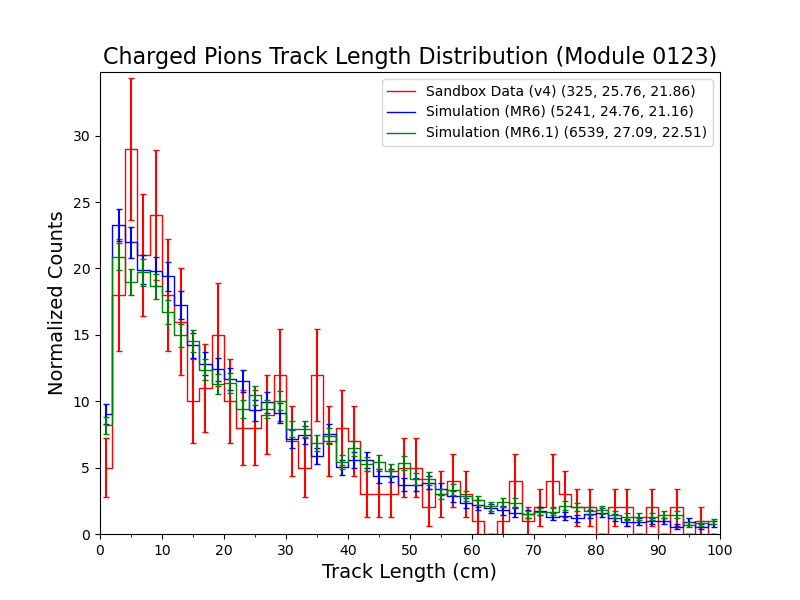 Charged Pions Track Length Distribution (Module 0123)
Sandbox Data (v4) (325, 25.76, 21.86)
Simulation (MR6) (5241, 24.76, 21.16)
Simulation (MR6.1) (6539, 27.09, 22.51)
Normalized Counts
30
25
20
15
10
5
0
0 10 20 30 40 50 60 70 80 90 100
Track Length (cm)